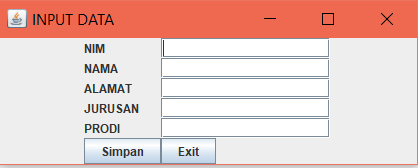 INPUT DATA
NIM
NAMA
ALAMAT
JURUSAN
PRODI
Simpan Exit